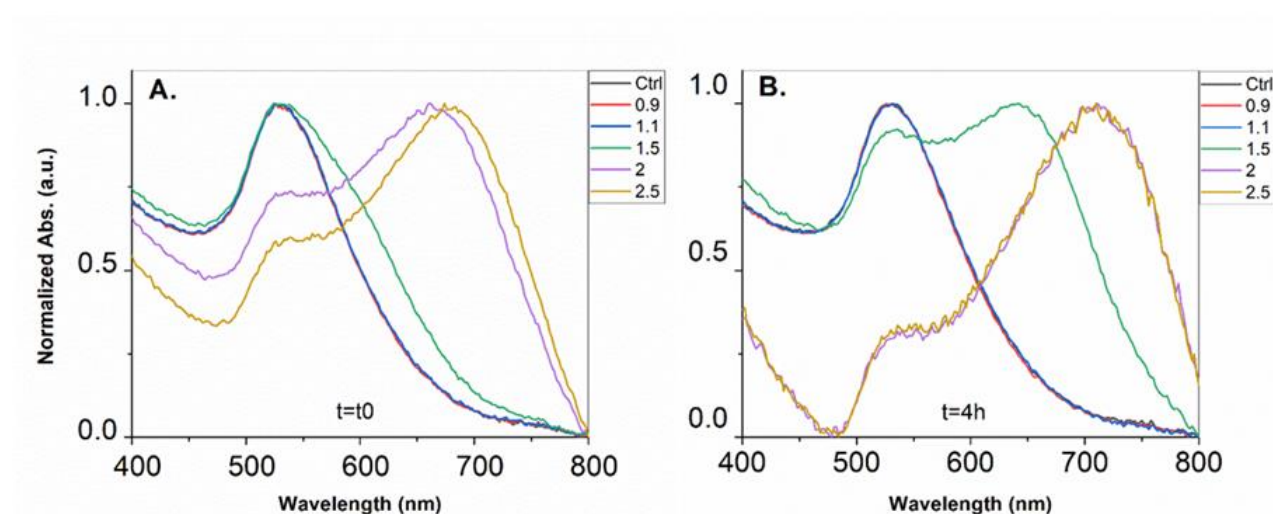 A.
Ctrl
0.9
1.1
1.5
2
2.5
1.0
0.5
0.0
Normalized Abs. (a.u.)
t=t0
400 500 600 700 800
Wavelength (nm)
B.
Ctrl
0.9
1.1
1.5
2
2.5
1.0
0.5
0.0
t=4h
400 500 600 700 800
Wavelength (nm)